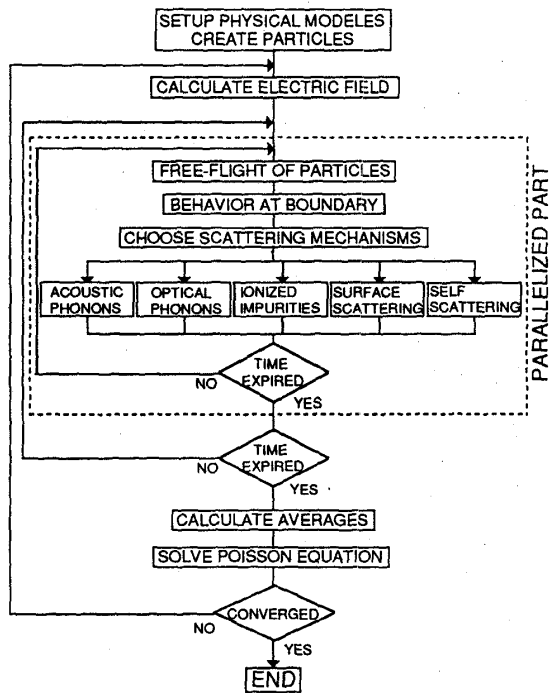 SETUP PHYSICAL MODELES
CREATE PARTICLES
CALCULATE ELECTRIC FIELD
FREE-FLIGHT OF PARTICLES
BEHAVIOR AT BOUNDARY
CHOOSE SCATTERING MECHANISMS
ACOUSTIC
PHONONS
OPTICAL
PHONONS
IONIZED
IMPURITIES
SURFACE
SCATTERING
SELF
SCATTERING
PARALLELIZED PART
TIME
EXPIRED
NO
YES
TIME
EXPIRED
NO
YES
CALCULATE AVERAGES
SOLVE POISSON EQUATION
CONVERGED
NO
YES
END